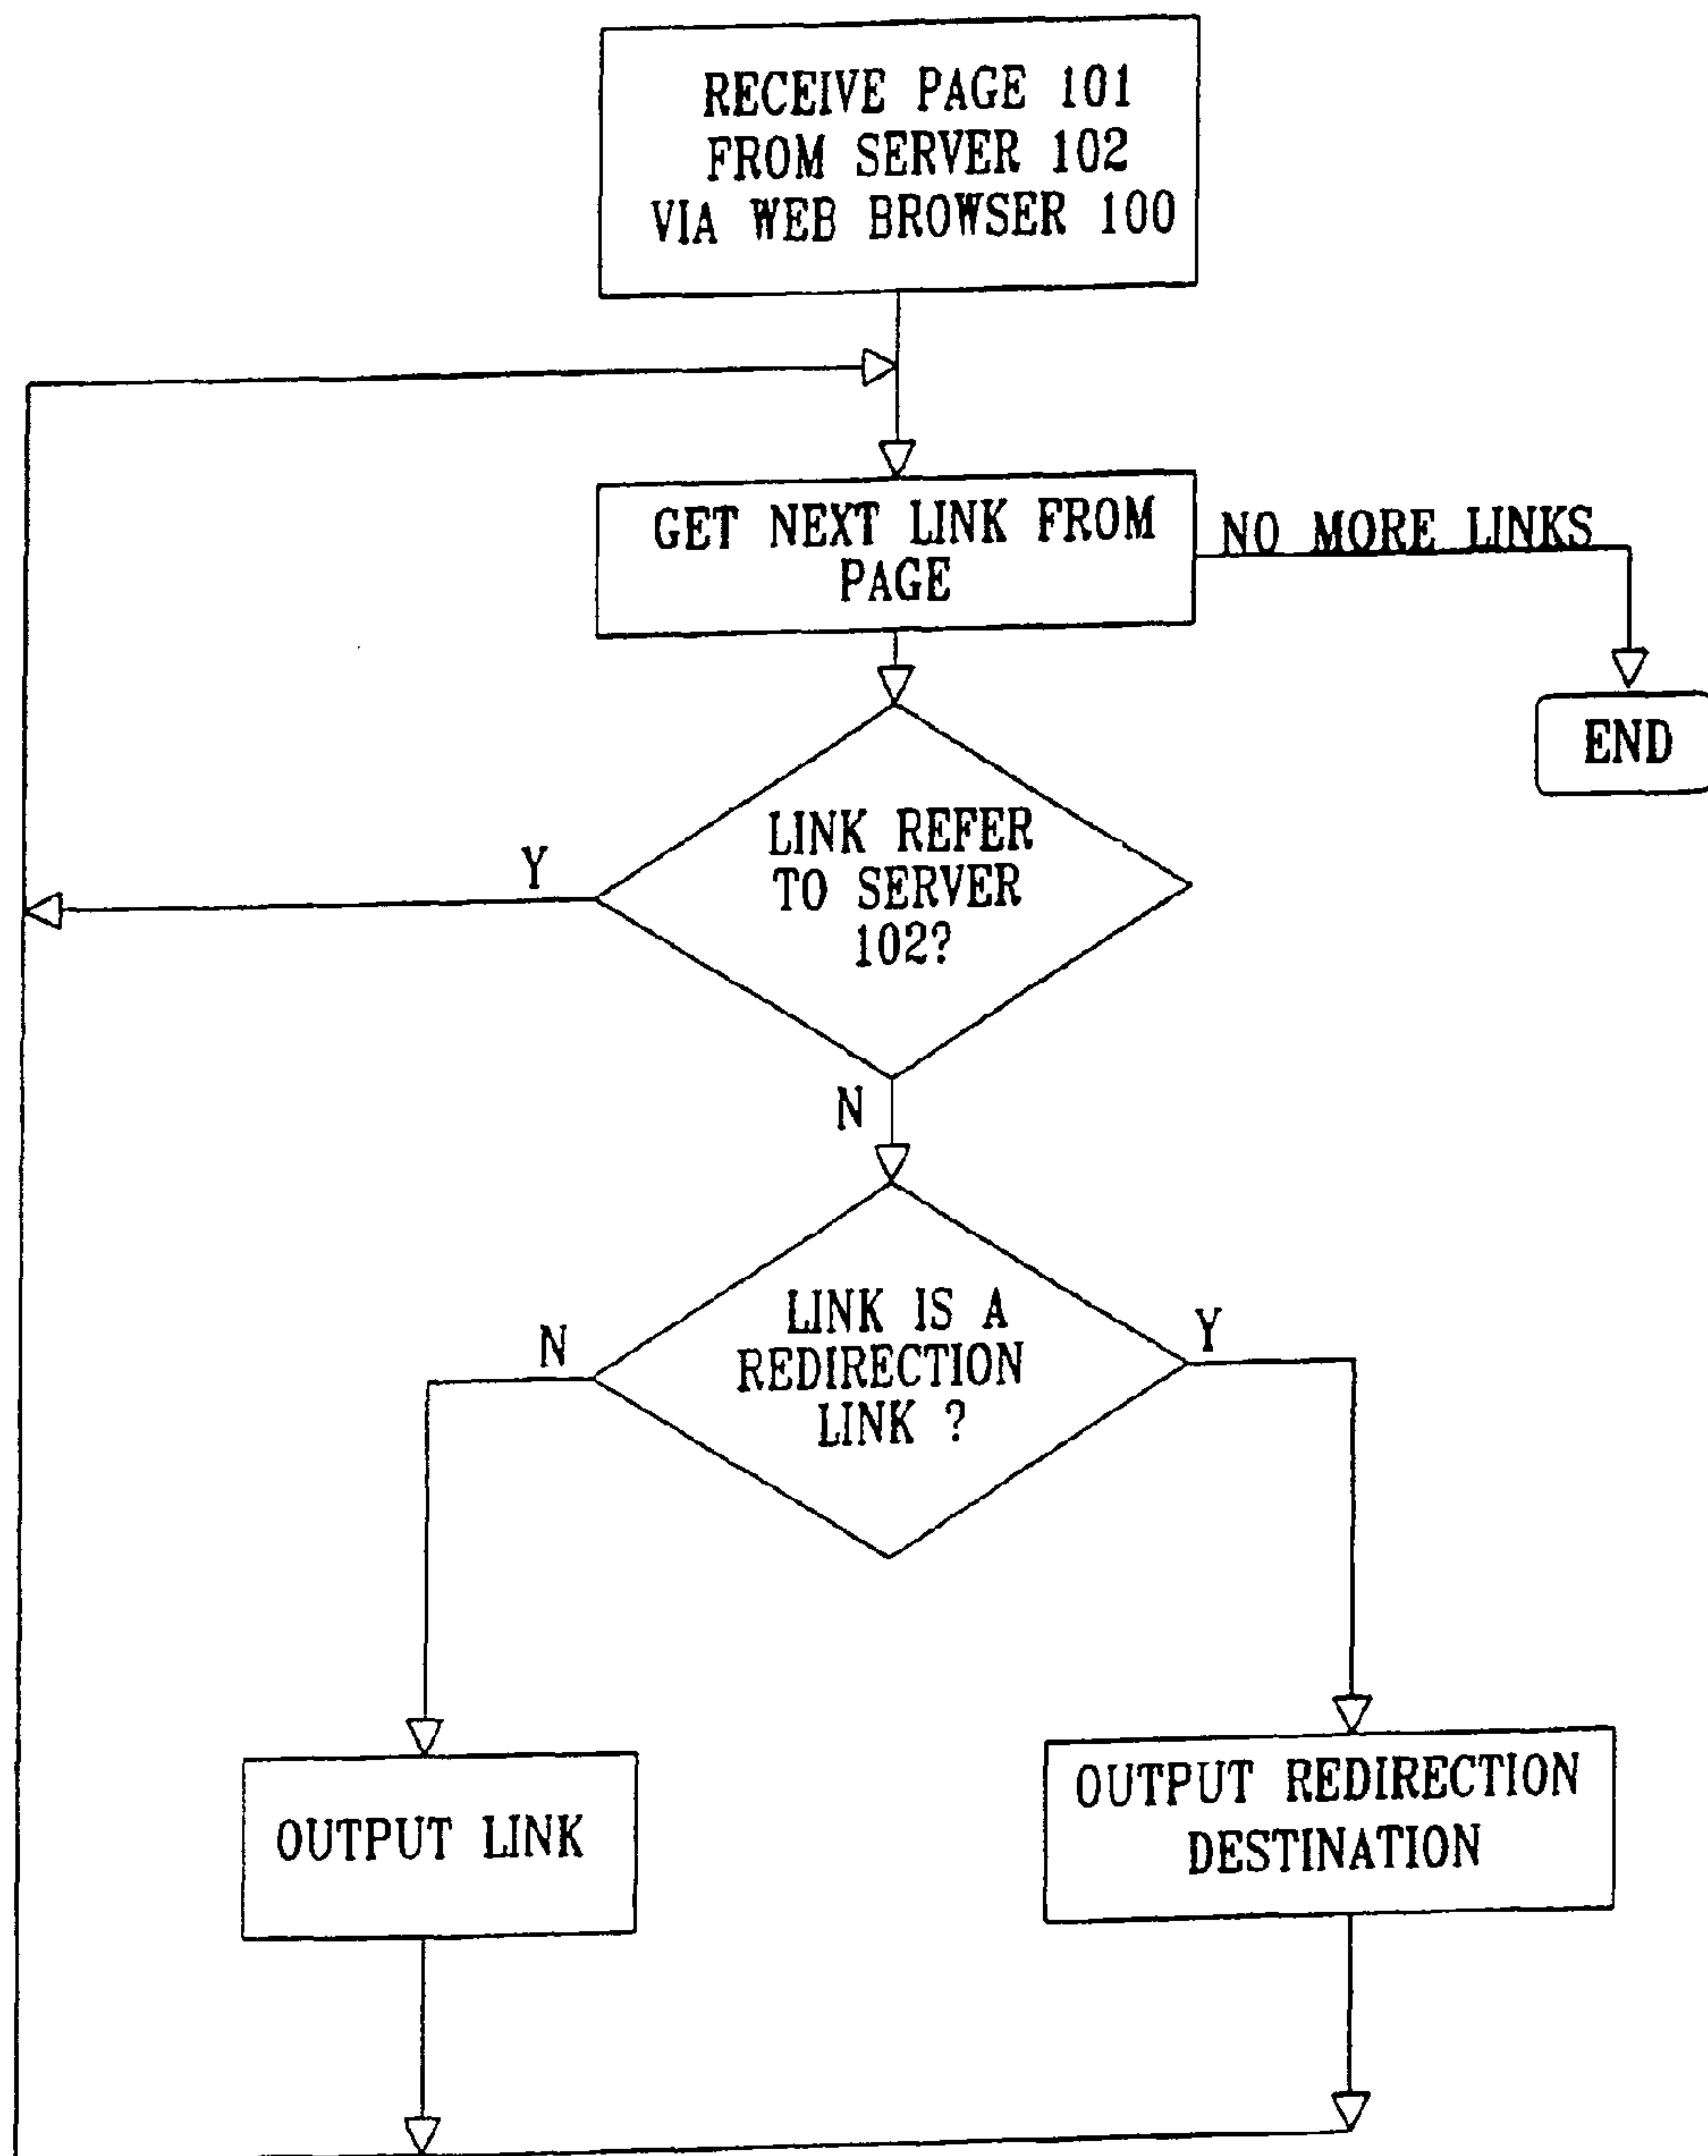 RECEIVE PAGE 101
FROM SERVER 102
VIA WEB BROWSER 100
GET NEXT LINK FROM
PAGE
NO MORE LINKS
END
LINK REFER
TO SERVER
102?
Y
N
LINK IS A
REDIRECTION
LINK ?
N
Y
OUTPUT LINK
OUTPUT REDIRECTION
DESTINATION